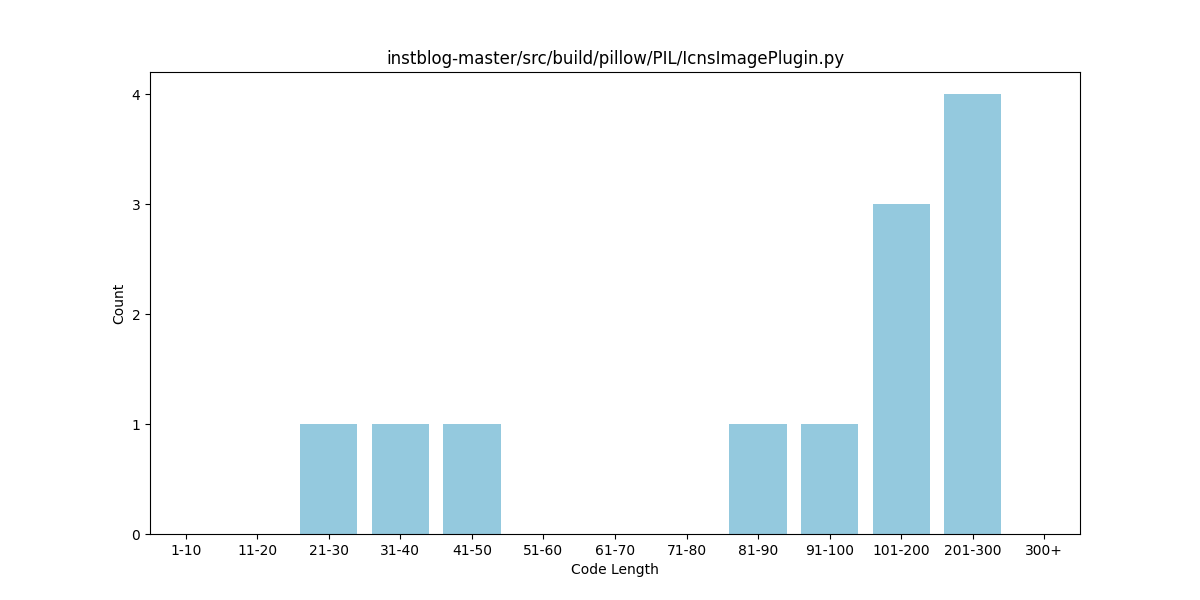 instblog-master/src/build/pillow/PIL/IcnsImagePlugin.py
Count
4
3
2
1
0
1-10 11-20 21-30 31-40 41-50 51-60 61-70 71-80 81-90 91-100 101-200 201-300 300+
Code Length